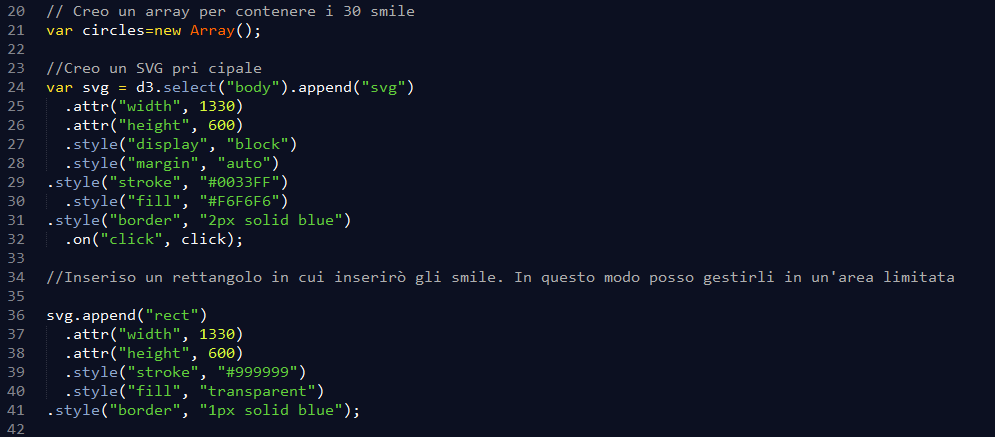 20 // Creo un array per contenere i 30 smile
21 var circles=new Array();
22
23 //Creo un SVG pri cipale
24 var svg = d3.select("body").append("svg")
25 .attr("width", 1330)
26 .attr("height", 600)
27 .style("display", "block")
28 .style("margin", "auto")
29 .style("stroke", "#0033FF")
30 .style("fill", "#F6F6F6")
31 .style("border", "2px solid blue")
32 .on("click", click);
33
34 //Inseriso un rettangolo in cui inserirò gli smile. In questo modo posso gestirli in un'area limitata
35
36 svg.append("rect")
37 .attr("width", 1330)
38 .attr("height", 600)
39 .style("stroke", "#999999")
40 .style("fill", "transparent")
41 .style("border", "1px solid blue");
42